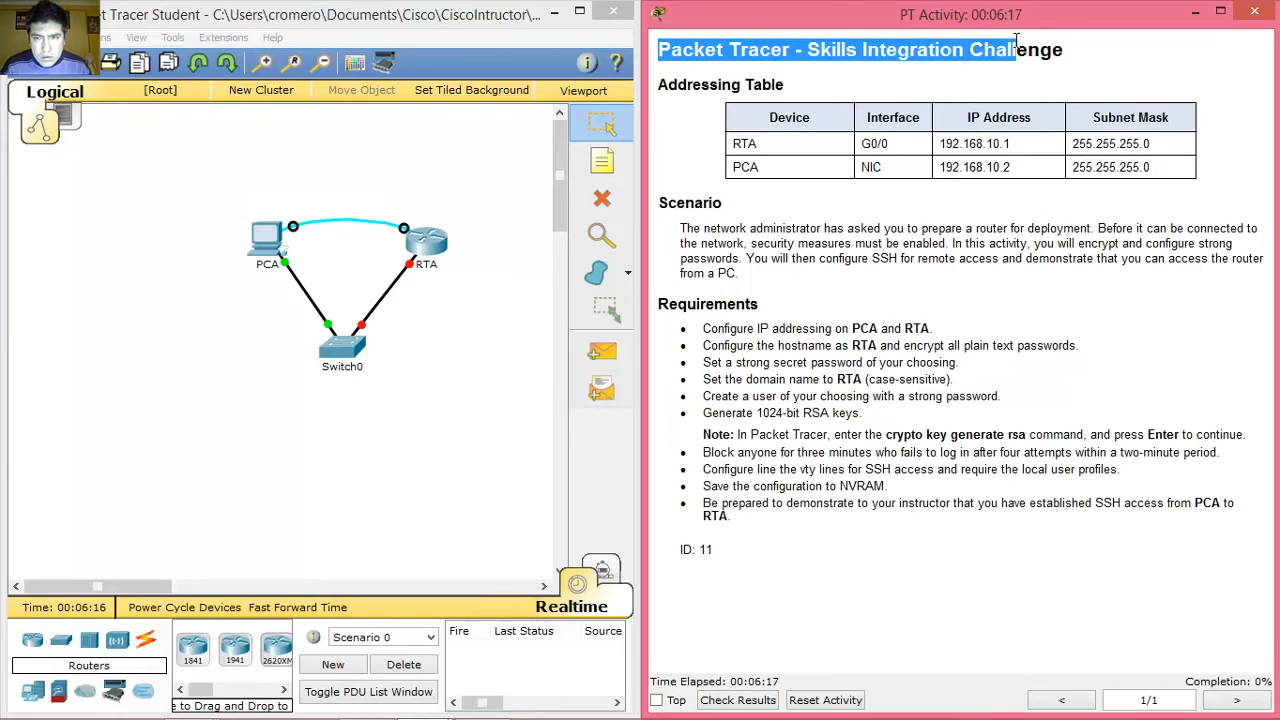 et Tracer Student - C:\Users\cromero\Documents\Cisco\CiscoIntructor\...
PT Activity: 00:06:17
ns View Tools Extensions Help
Logical [Root] New Cluster Move Object Set Tiled Background Viewport
PCA
RTA
Switch0
Time: 00:06:16 Power Cycle Devices Fast Forward Time Realtime
Routers
1841 1941 2620XM
e to Drag and Drop to
Scenario 0
New Delete
Toggle PDU List Window
Fire Last Status Source
Packet Tracer - Skills Integration Challenge
Addressing Table
Device Interface IP Address Subnet Mask
RTA G0/0 192.168.10.1 255.255.255.0
PCA NIC 192.168.10.2 255.255.255.0
Scenario
The network administrator has asked you to prepare a router for deployment. Before it can be connected to
the network, security measures must be enabled. In this activity, you will encrypt and configure strong
passwords. You will then configure SSH for remote access and demonstrate that you can access the router
from a PC.
Requirements
• Configure IP addressing on PCA and RTA.
• Configure the hostname as RTA and encrypt all plain text passwords.
• Set a strong secret password of your choosing.
• Set the domain name to RTA (case-sensitive).
• Create a user of your choosing with a strong password.
• Generate 1024-bit RSA keys.
Note: In Packet Tracer, enter the crypto key generate rsa command, and press Enter to continue.
• Block anyone for three minutes who fails to log in after four attempts within a two-minute period.
• Configure line the vty lines for SSH access and require the local user profiles.
• Save the configuration to NVRAM.
• Be prepared to demonstrate to your instructor that you have established SSH access from PCA to
RTA.
ID: 11
Time Elapsed: 00:06:17 Completion: 0%
Top Check Results Reset Activity < 1/1 >